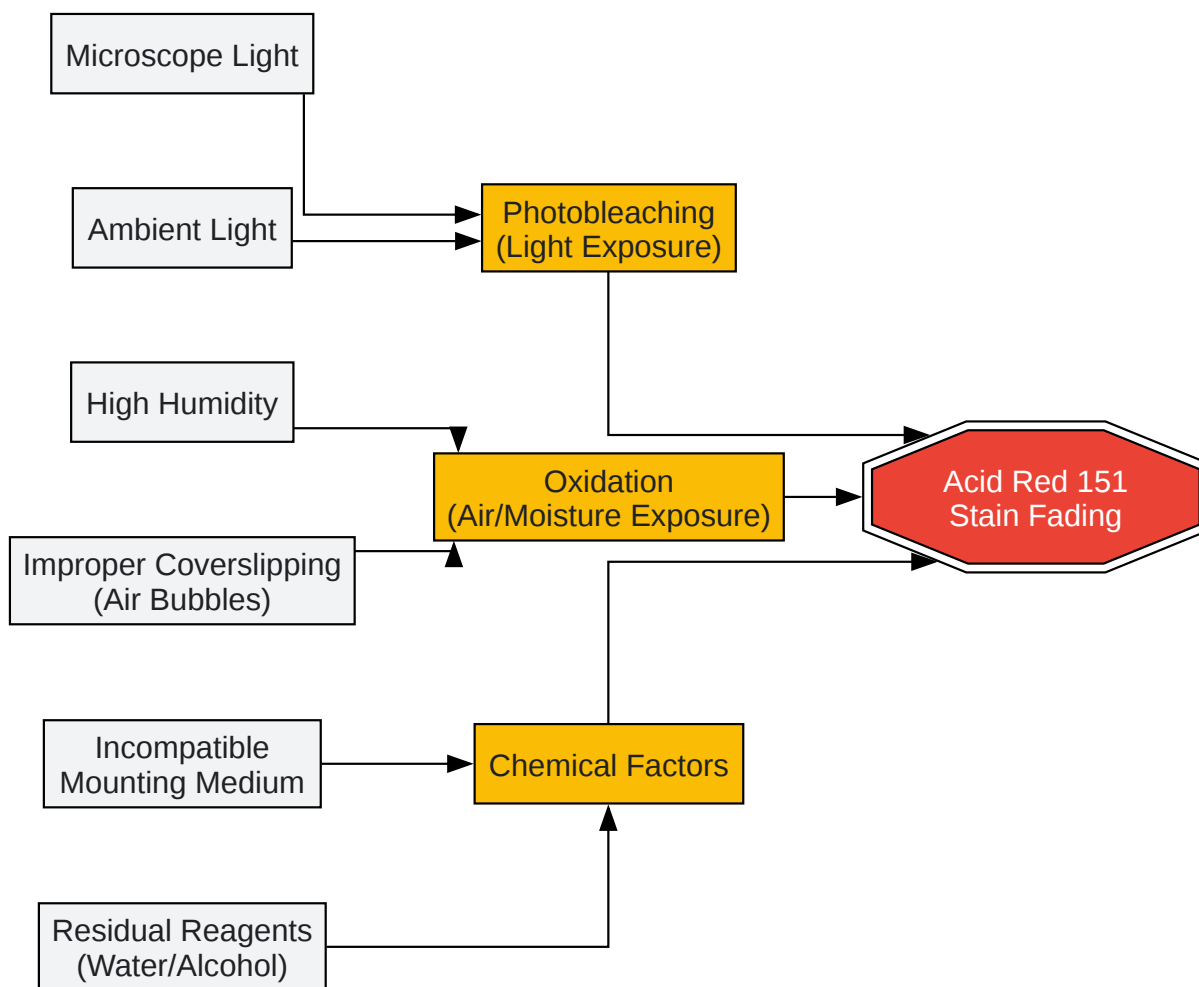 Microscope Light
Ambient Light
Photobleaching
(Light Exposure)
High Humidity
Oxidation
(Air/Moisture Exposure)
Acid Red 151
Stain Fading
Improper Coverslipping
(Air Bubbles)
Incompatible
Mounting Medium
Chemical Factors
Residual Reagents
(Water/Alcohol)